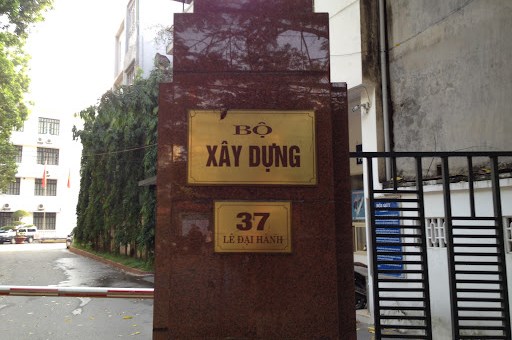 BỘ
XÂY DỰNG
37
LÊ ĐẠI HÀNH